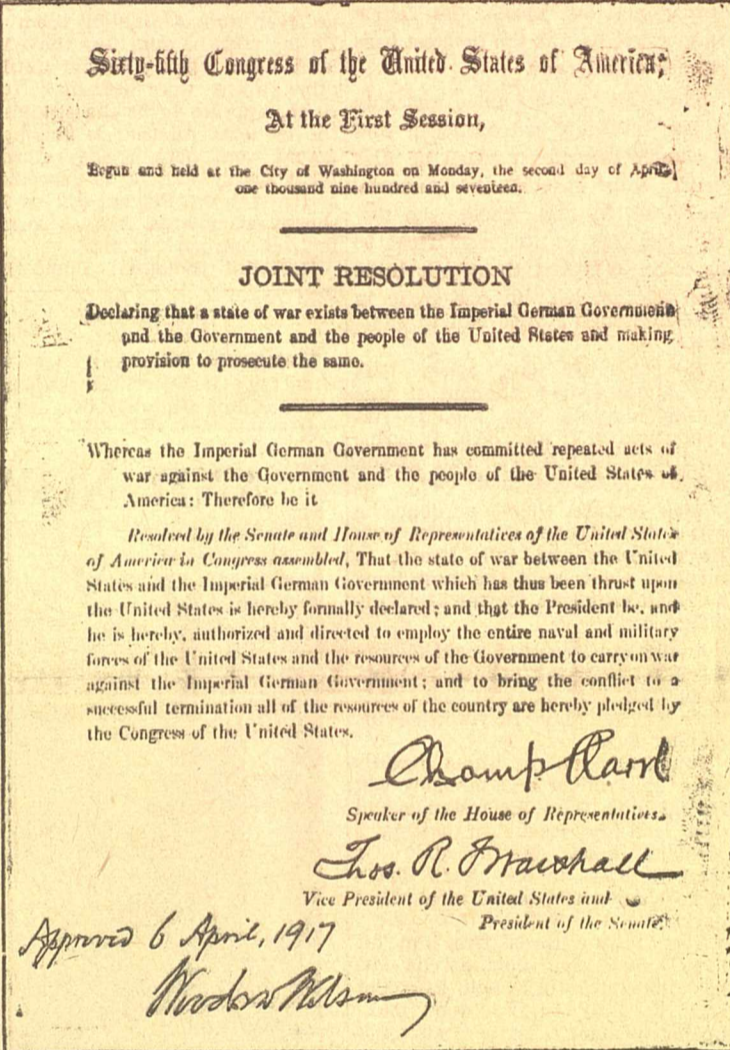 Sixty-fifth Congress of the United States of America;
At the First Session,
Begun and held at the City of Washington on Monday, the second day of April,
one thousand nine hundred and seventeen.
JOINT RESOLUTION
Declaring that a state of war exists between the Imperial German Government
and the Government and the people of the United States and making
provision to prosecute the same.
Whereas the Imperial German Government has committed repeated acts of
war against the Government and the people of the United States of
America: Therefore be it
Resolved by the Senate and House of Representatives of the United States
of America in Congress assembled, That the state of war between the United
States and the Imperial German Government which has thus been thrust upon
the United States is hereby formally declared; and that the President be, and
he is hereby, authorized and directed to employ the entire naval and military
forces of the United States and the resources of the Government to carry on war
against the Imperial German Government; and to bring the conflict to a
successful termination all of the resources of the country are hereby pledged by
the Congress of the United States.
Champ Clark
Speaker of the House of Representatives.
Thos. R. Marshall
Vice President of the United States and
President of the Senate.
Approved 6 April, 1917
Woodrow Wilson